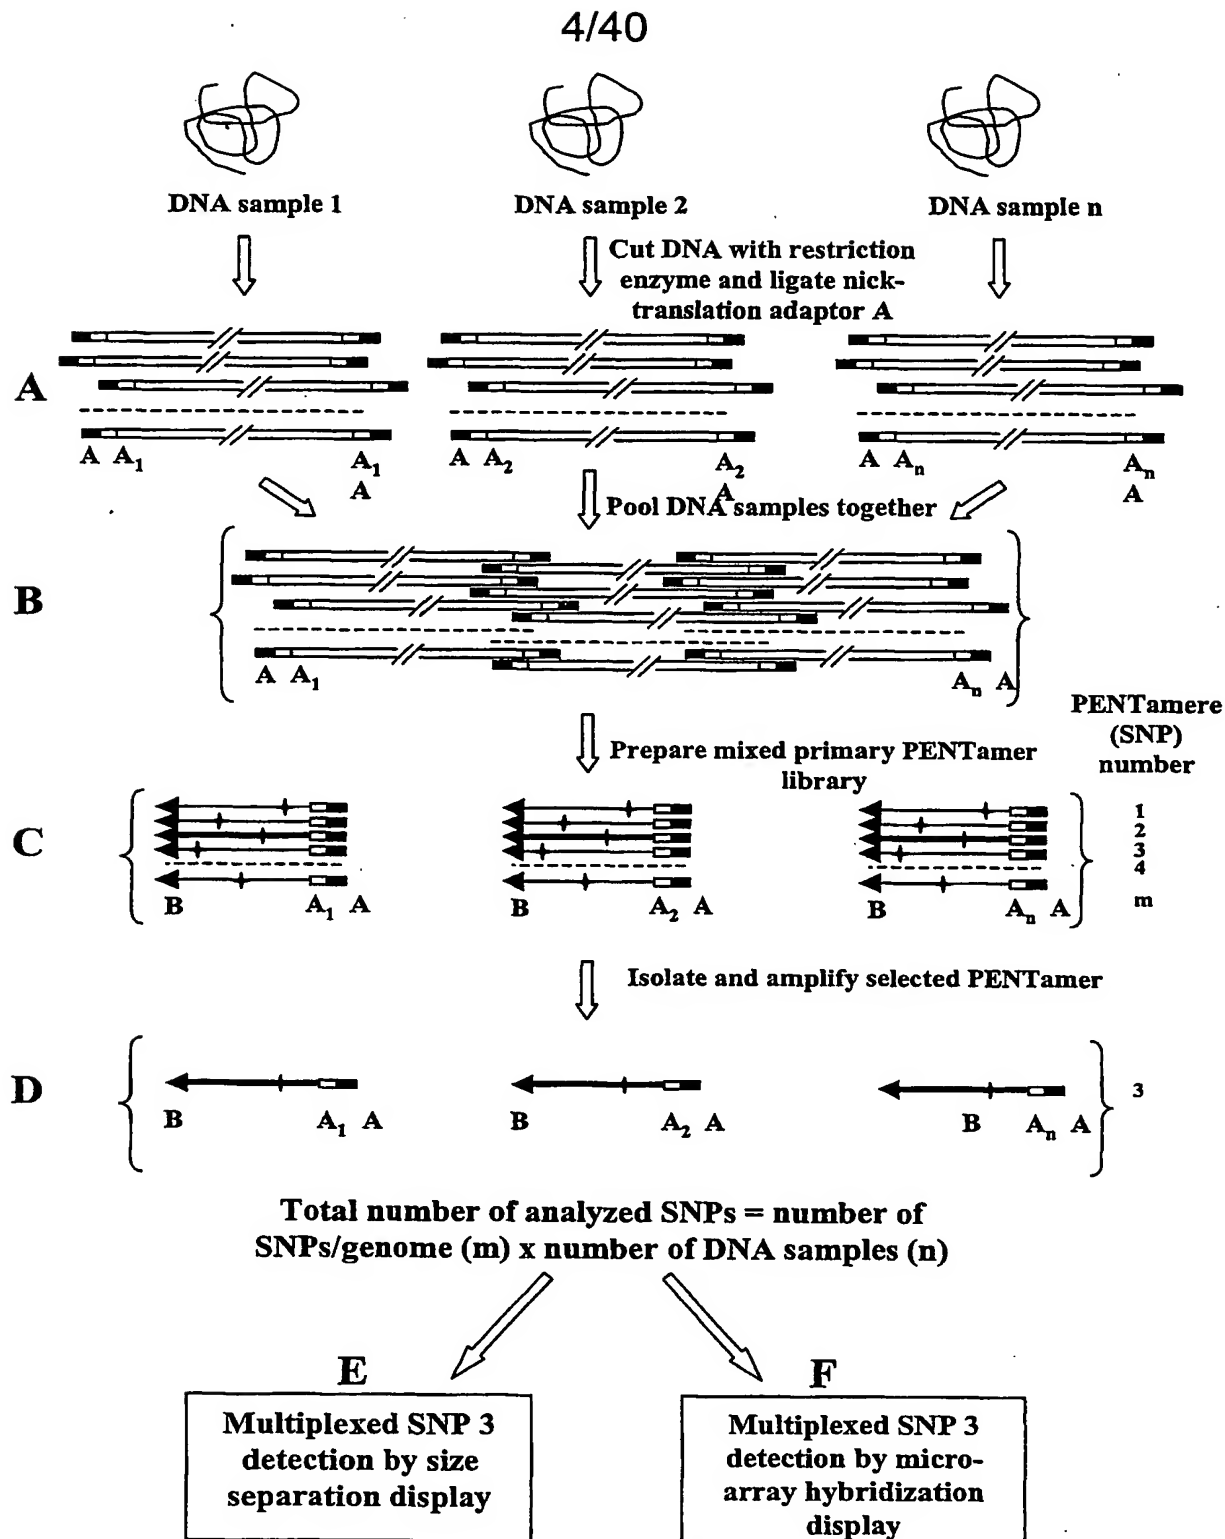 4/40
DNA sample 1
DNA sample 2
DNA sample n
Cut DNA with restriction
enzyme and ligate nick-
translation adaptor A
A
A A₁
A₁
A
A A₂
A₂
A
A Aₙ
Aₙ
A
Pool DNA samples together
B
A A₁
Aₙ A
PENTamere
(SNP)
number
Prepare mixed primary PENTamer
library
C
1
2
3
4
m
B A₁ A
B A₂ A
B Aₙ A
Isolate and amplify selected PENTamer
D
3
B A₁ A
B A₂ A
B Aₙ A
Total number of analyzed SNPs = number of
SNPs/genome (m) x number of DNA samples (n)
E
F
Multiplexed SNP 3
detection by size
separation display
Multiplexed SNP 3
detection by micro-
array hybridization
display